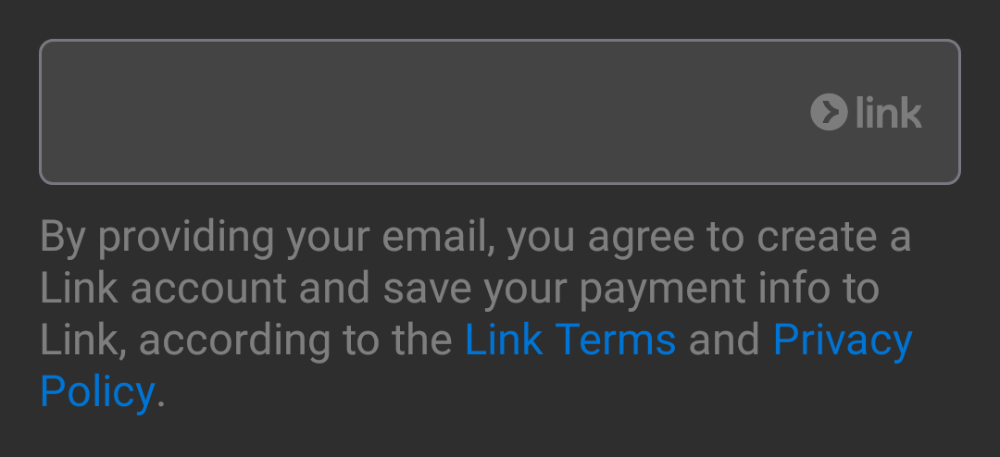 link
By providing your email, you agree to create a
Link account and save your payment info to
Link, according to the Link Terms and Privacy
Policy.